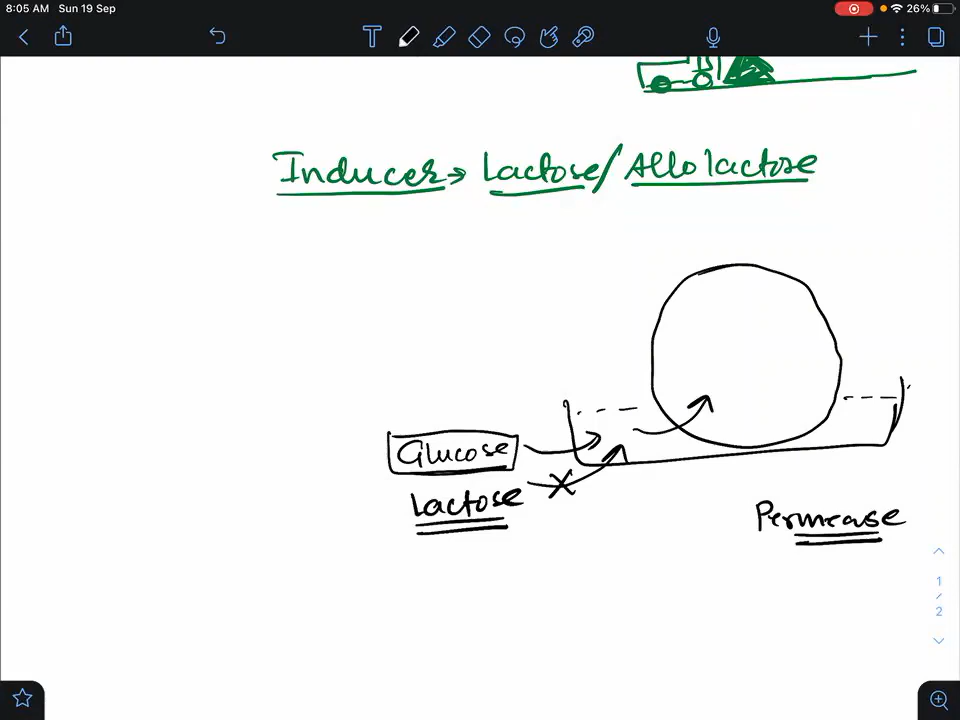 8:05 AM Sun 19 Sep 26%
T
Inducer → Lactose/Allolactose
Glucose
Lactose
Permease
1
/
2